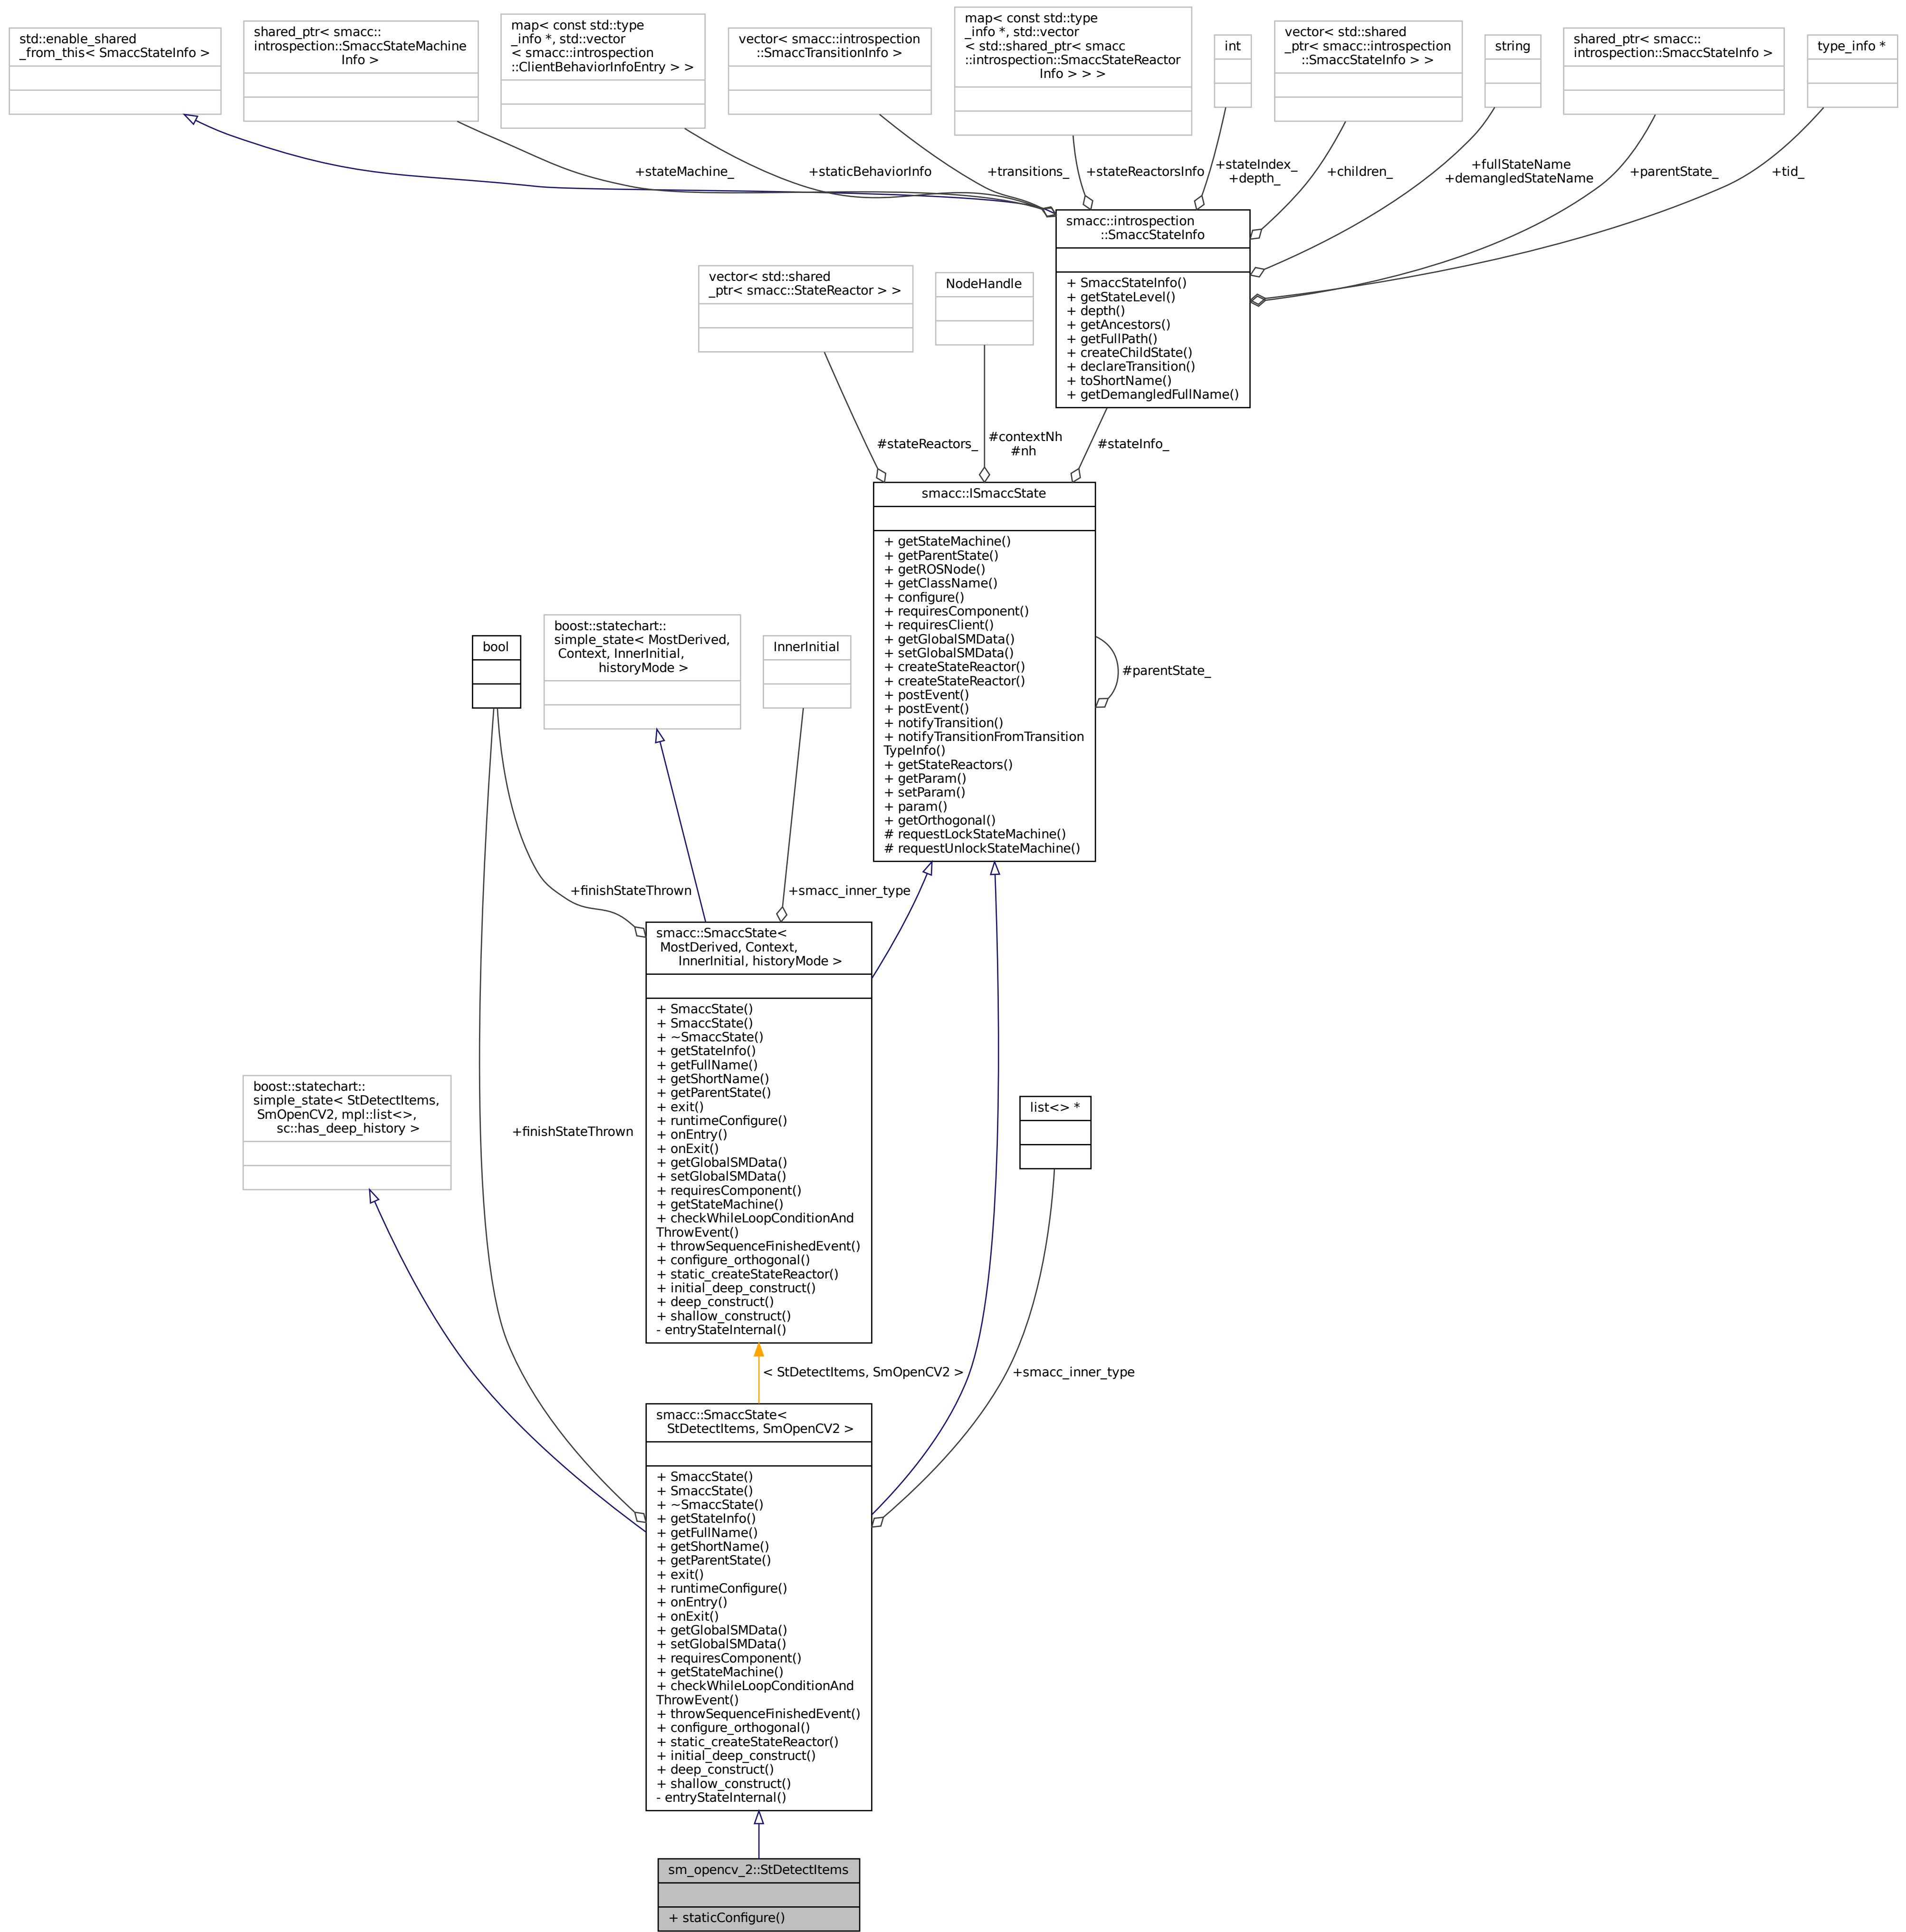 std::enable_shared
_from_this< SmaccStateInfo >
shared_ptr< smacc::
introspection::SmaccStateMachine
Info >
map< const std::type
_info *, std::vector
< smacc::introspection
::ClientBehaviorInfoEntry > >
vector< smacc::introspection
::SmaccTransitionInfo >
map< const std::type
_info *, std::vector
< std::shared_ptr< smacc
::introspection::SmaccStateReactor
Info > > >
int
vector< std::shared
_ptr< smacc::introspection
::SmaccStateInfo > >
string
shared_ptr< smacc::
introspection::SmaccStateInfo >
type_info *
+stateMachine_
+staticBehaviorInfo
+transitions_
+stateReactorsInfo
+stateIndex_
+depth_
+children_
+fullStateName
+demangledStateName
+parentState_
+tid_
smacc::introspection
::SmaccStateInfo
+ SmaccStateInfo()
+ getStateLevel()
+ depth()
+ getAncestors()
+ getFullPath()
+ createChildState()
+ declareTransition()
+ toShortName()
+ getDemangledFullName()
vector< std::shared
_ptr< smacc::StateReactor > >
NodeHandle
#stateReactors_
#contextNh
#nh
#stateInfo_
smacc::ISmaccState
+ getStateMachine()
+ getParentState()
+ getROSNode()
+ getClassName()
+ configure()
+ requiresComponent()
+ requiresClient()
+ getGlobalSMData()
+ setGlobalSMData()
+ createStateReactor()
+ createStateReactor()
+ postEvent()
+ postEvent()
+ notifyTransition()
+ notifyTransitionFromTransition
TypeInfo()
+ getStateReactors()
+ getParam()
+ setParam()
+ param()
+ getOrthogonal()
# requestLockStateMachine()
# requestUnlockStateMachine()
#parentState_
bool
boost::statechart::
simple_state< MostDerived,
Context, InnerInitial,
historyMode >
InnerInitial
+finishStateThrown
+smacc_inner_type
smacc::SmaccState<
MostDerived, Context,
InnerInitial, historyMode >
+ SmaccState()
+ SmaccState()
+ ~SmaccState()
+ getStateInfo()
+ getFullName()
+ getShortName()
+ getParentState()
+ exit()
+ runtimeConfigure()
+ onEntry()
+ onExit()
+ getGlobalSMData()
+ setGlobalSMData()
+ requiresComponent()
+ getStateMachine()
+ checkWhileLoopConditionAnd
ThrowEvent()
+ throwSequenceFinishedEvent()
+ configure_orthogonal()
+ static_createStateReactor()
+ initial_deep_construct()
+ deep_construct()
+ shallow_construct()
- entryStateInternal()
boost::statechart::
simple_state< StDetectItems,
SmOpenCV2, mpl::list<>,
sc::has_deep_history >
+finishStateThrown
list<> *
< StDetectItems, SmOpenCV2 >
+smacc_inner_type
smacc::SmaccState<
StDetectItems, SmOpenCV2 >
+ SmaccState()
+ SmaccState()
+ ~SmaccState()
+ getStateInfo()
+ getFullName()
+ getShortName()
+ getParentState()
+ exit()
+ runtimeConfigure()
+ onEntry()
+ onExit()
+ getGlobalSMData()
+ setGlobalSMData()
+ requiresComponent()
+ getStateMachine()
+ checkWhileLoopConditionAnd
ThrowEvent()
+ throwSequenceFinishedEvent()
+ configure_orthogonal()
+ static_createStateReactor()
+ initial_deep_construct()
+ deep_construct()
+ shallow_construct()
- entryStateInternal()
sm_opencv_2::StDetectItems
+ staticConfigure()